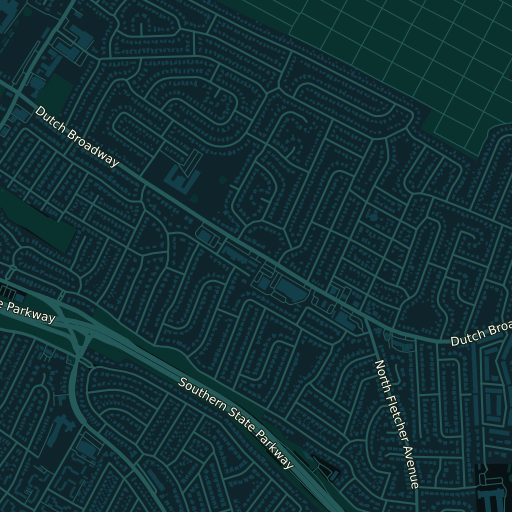 Dutch Broadway
e Parkway
Dutch Broa
Southern State Parkway
North Fletcher Avenue